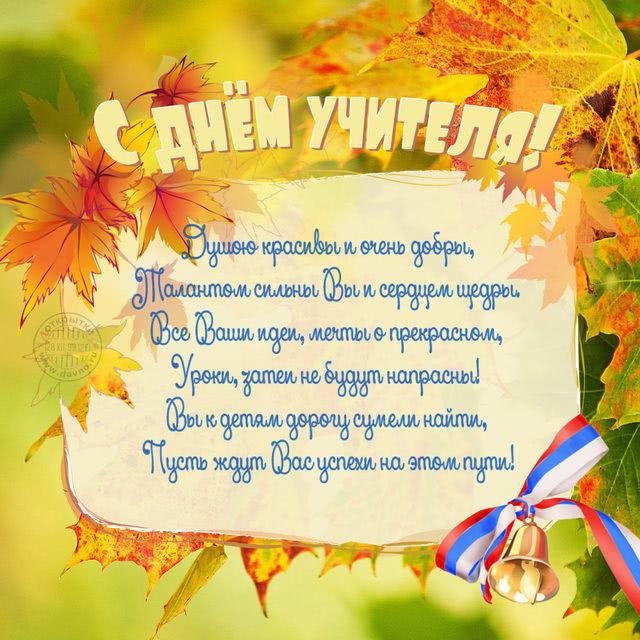 С ДНЁМ УЧИТЕЛЯ!
Душою красивы и очень добры,
Талантом сильны Вы и сердцем щедры.
Все Ваши идеи, мечты о прекрасном,
Уроки, затеи не будут напрасны!
Вы к детям дорогу сумели найти,
Пусть ждут Вас успехи на этом пути!
ОТКРЫТКИ
www.davno.ru